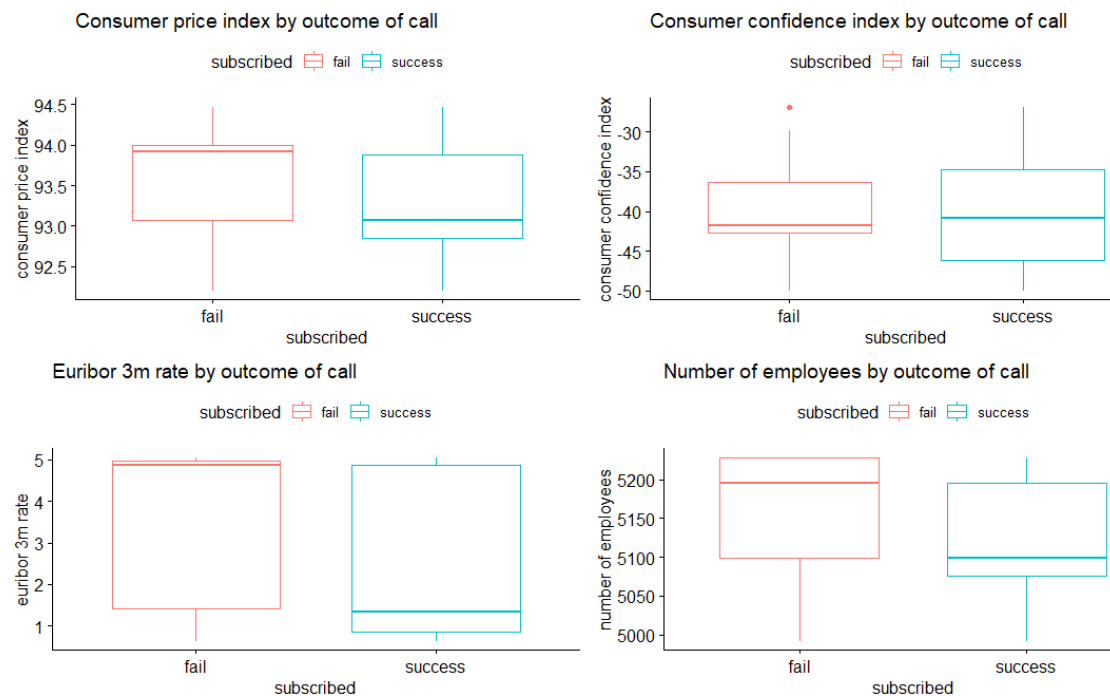 Consumer price index by outcome of call
subscribed fail success
consumer price index
94.5
94.0
93.5
93.0
92.5
fail success
subscribed
Consumer confidence index by outcome of call
subscribed fail success
consumer confidence index
-30
-35
-40
-45
-50
fail success
subscribed
Euribor 3m rate by outcome of call
subscribed fail success
euribor 3m rate
5
4
3
2
1
fail success
subscribed
Number of employees by outcome of call
subscribed fail success
number of employees
5200
5150
5100
5050
5000
fail success
subscribed